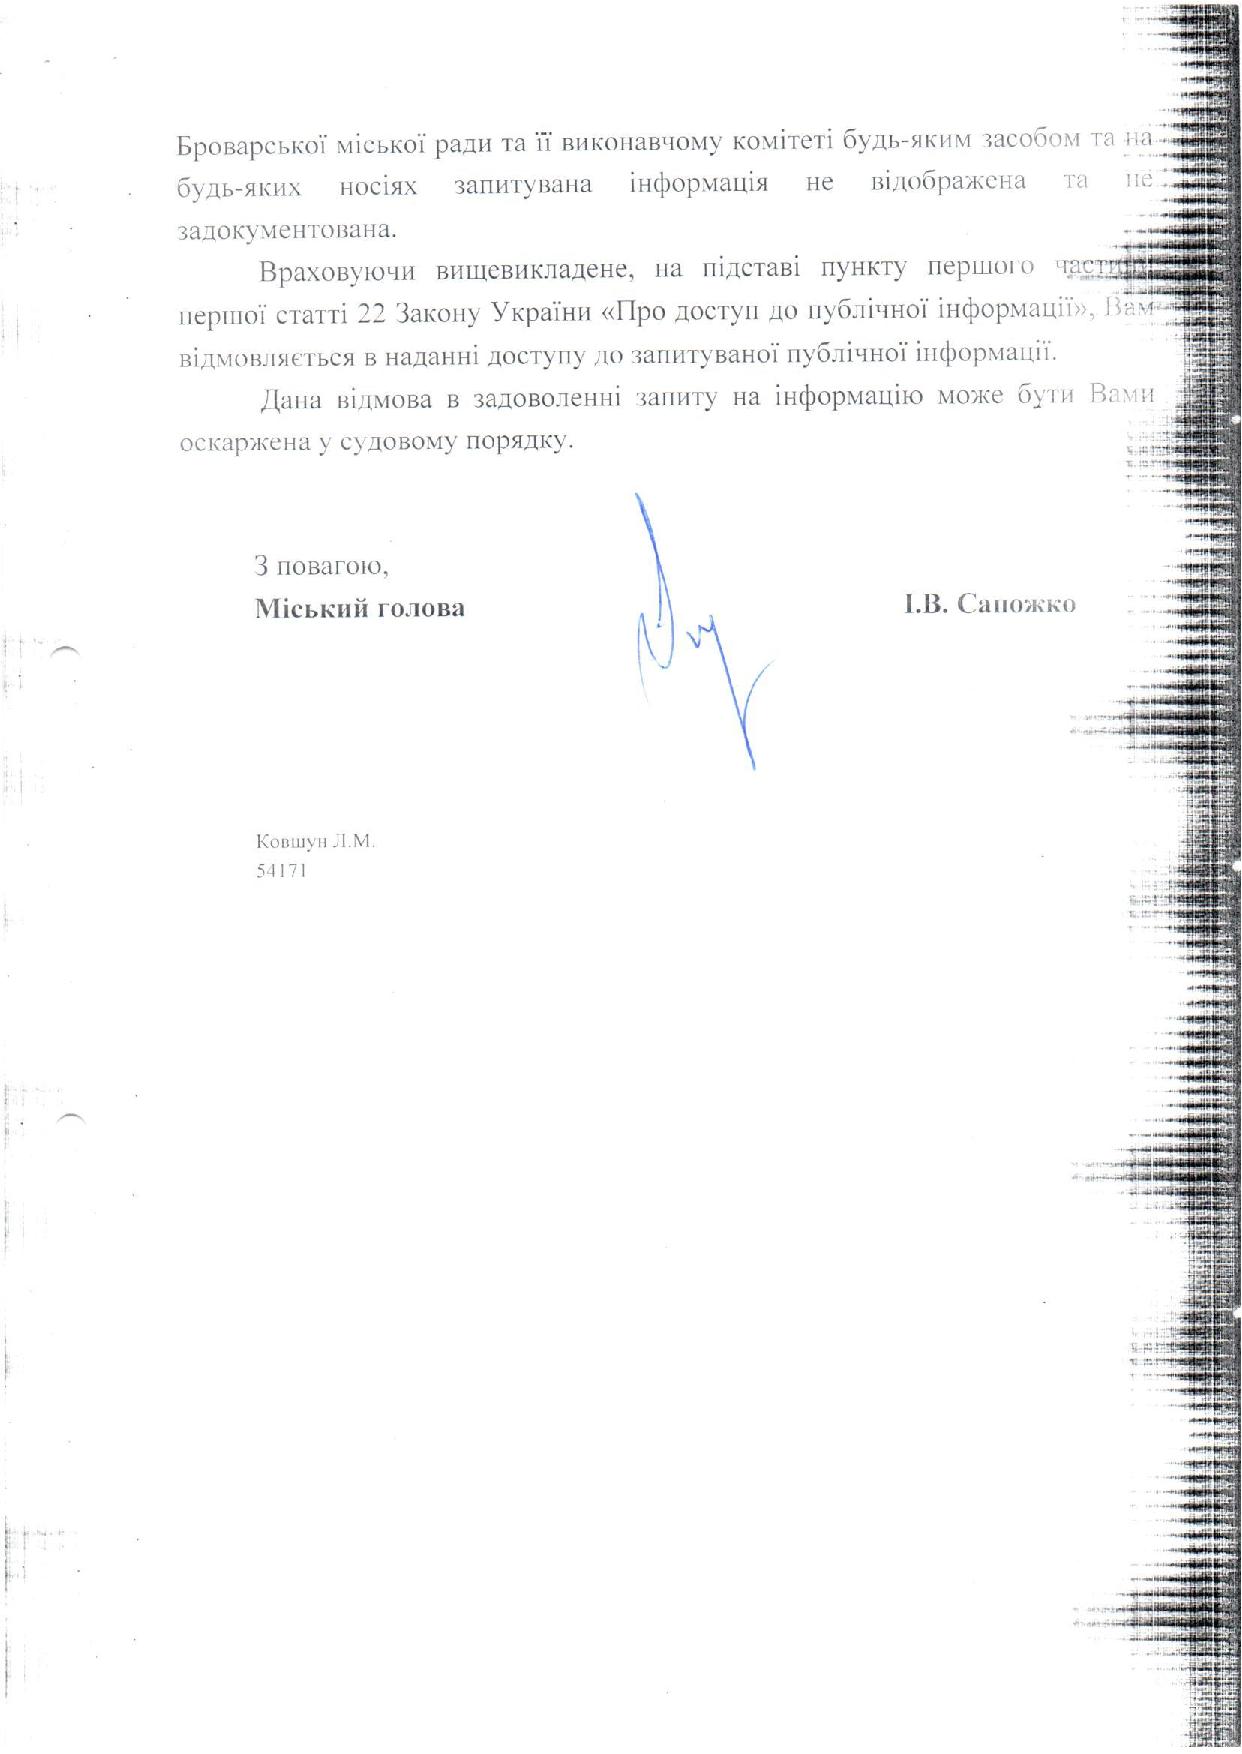 Броварської міської ради та її виконавчому комітеті будь-яким засобом та на
будь-яких носіях запитувана інформація не відображена та не
задокументована.
Враховуючи вищевикладене, на підставі пункту першого частини
першої статті 22 Закону України «Про доступ до публічної інформації», Вам
відмовляється в наданні доступу до запитуваної публічної інформації.
Дана відмова в задоволенні запиту на інформацію може бути Вами
оскаржена у судовому порядку.
З повагою,
Міський голова
І.В. Сапожко
Ковшун Л.М.
54171